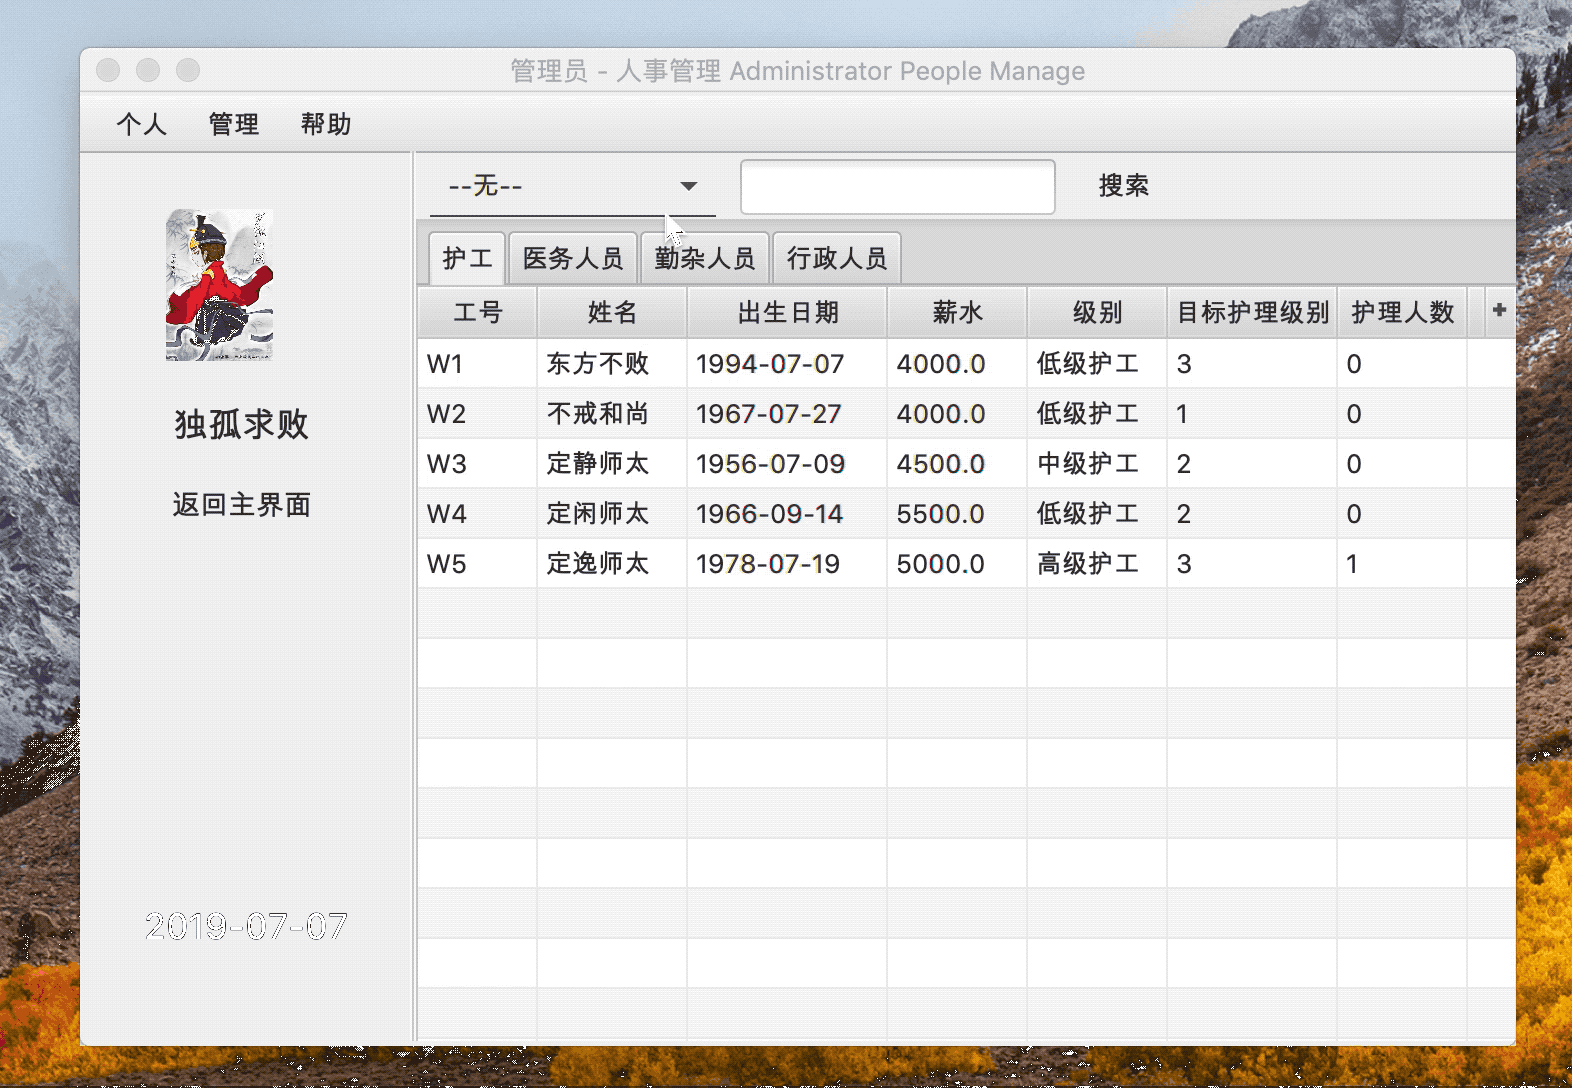 管理员 - 人事管理 Administrator People Manage
个人 管理 帮助
独孤求败
返回主界面
2019-07-07
--无-- 搜索
护工 医务人员 勤杂人员 行政人员
工号 姓名 出生日期 薪水 级别 目标护理级别 护理人数 +
W1 东方不败 1994-07-07 4000.0 低级护工 3 0
W2 不戒和尚 1967-07-27 4000.0 低级护工 1 0
W3 定静师太 1956-07-09 4500.0 中级护工 2 0
W4 定闲师太 1966-09-14 5500.0 低级护工 2 0
W5 定逸师太 1978-07-19 5000.0 高级护工 3 1